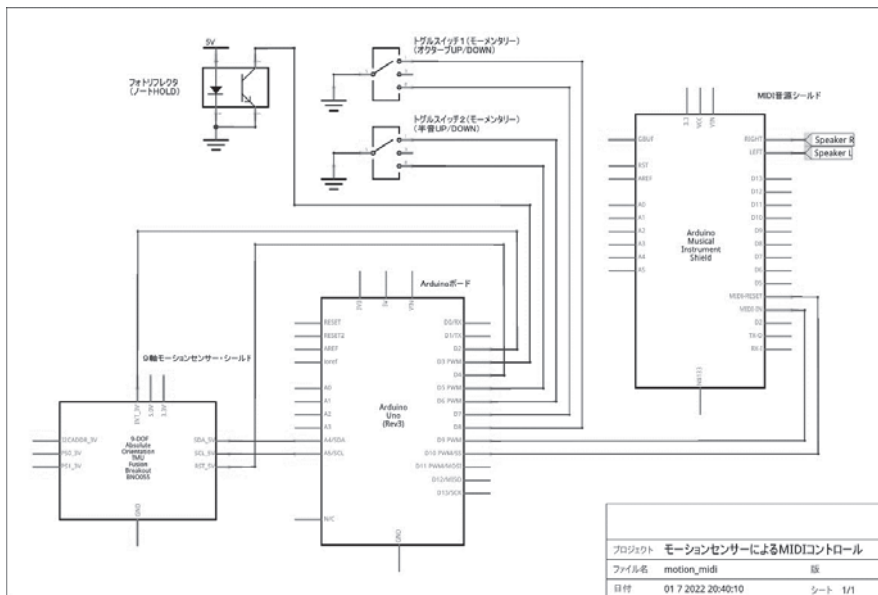 5V
フォトリフレクタ
(ノートHOLD)
トグルスイッチ1(モーメンタリー)
(オクターブUP/DOWN)
トグルスイッチ2(モーメンタリー)
(半音UP/DOWN)
MIDI音源シールド
3.3
VCC
VIN
RIGHT
LEFT
Speaker R
Speaker L
RST
AREF
A0
A1
A2
A3
A4
A5
D13
D12
D11
D10
D9
D8
D7
D6
D5
MIDI-RESET
MIDI-IN
D2
Arduino
Musical
Instrument
Shield
Arduinoボード
3V3
5V
VIN
RESET
RESET2
AREF
ioref
A0
A1
A2
A3
A4/SDA
A5/SCL
N/C
D0/RX
D1/TX
D2
D3 PWM
D4
D5 PWM
D6 PWM
D7
D8
D9 PWM
D10 PWM/SS
D11 PWM/MOSI
D12/MISO
D13/SCK
Arduino
Uno
(Rev3)
GND
9軸モーションセンサー・シールド
EXT_3V
3.3V
SDA_5V
SCL_5V
RST_5V
9-DOF
Absolute
Orientation
Fusion
Breakout
BNO055
GND
プロジェクト モーションセンサーによるMIDIコントロール
ファイル名 motion_midi 版
日付 01 7 2022 20:40:10 シート 1/1